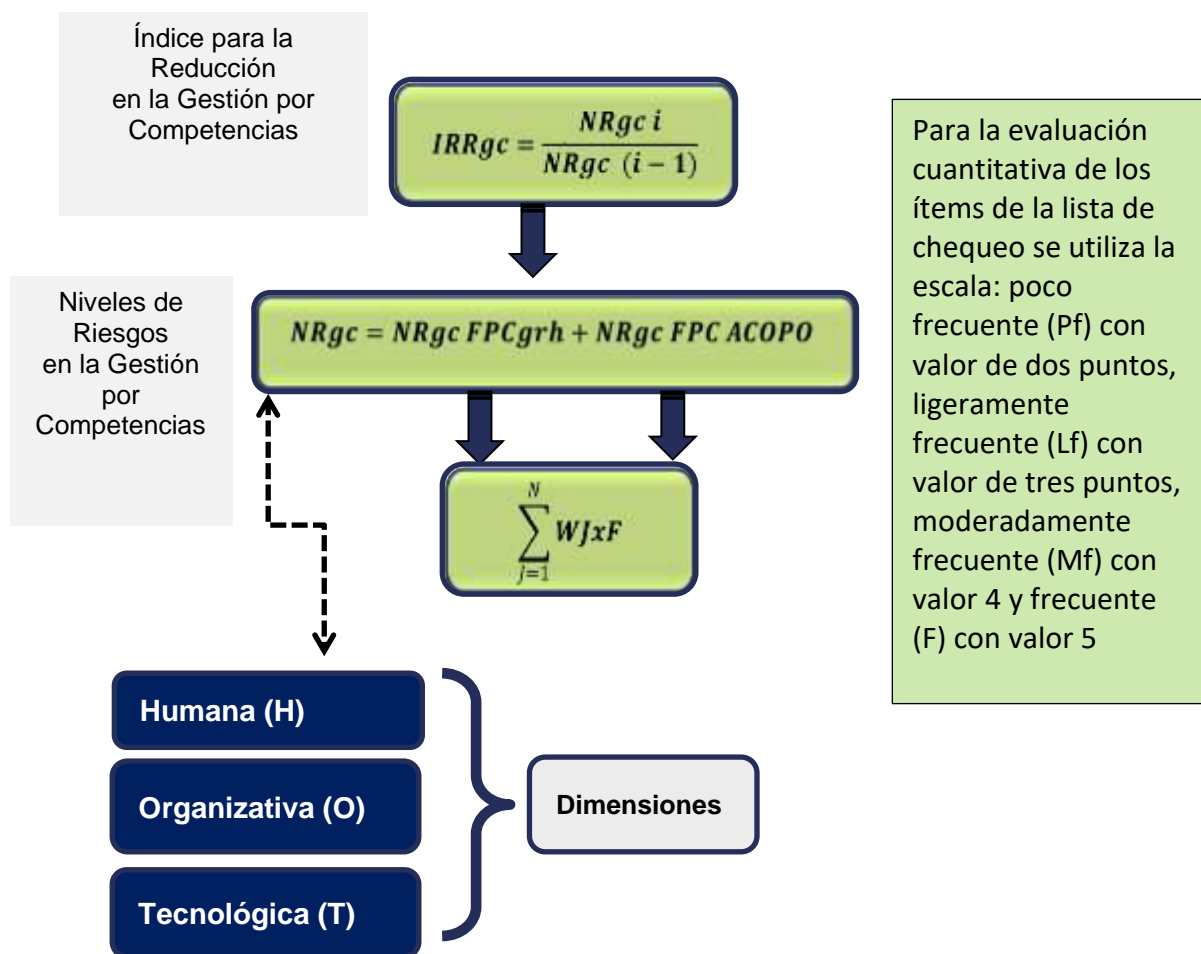 Índice para la
Reducción
en la Gestión por
Competencias
IRRgc = NRgc i / NRgc (i − 1)
Para la evaluación
cuantitativa de los
ítems de la lista de
chequeo se utiliza la
escala: poco
frecuente (Pf) con
valor de dos puntos,
ligeramente
frecuente (Lf) con
valor de tres puntos,
moderadamente
frecuente (Mf) con
valor 4 y frecuente
(F) con valor 5
Niveles de
Riesgos
en la Gestión
por
Competencias
NRgc = NRgc FPCgrh + NRgc FPC ACOPO
N
∑ WJxF
j=1
Humana (H)
Organizativa (O)
Tecnológica (T)
Dimensiones